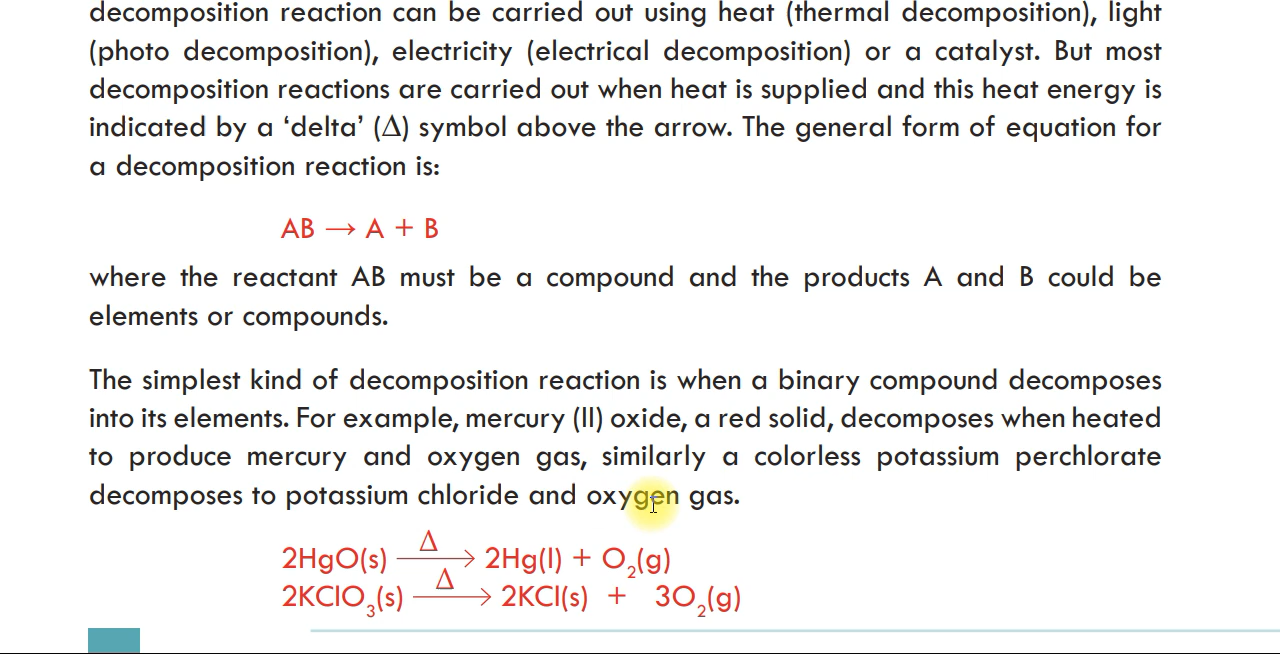 decomposition reaction can be carried out using heat (thermal decomposition), light
(photo decomposition), electricity (electrical decomposition) or a catalyst. But most
decomposition reactions are carried out when heat is supplied and this heat energy is
indicated by a ‘delta’ (Δ) symbol above the arrow. The general form of equation for
a decomposition reaction is:
AB → A + B
where the reactant AB must be a compound and the products A and B could be
elements or compounds.
The simplest kind of decomposition reaction is when a binary compound decomposes
into its elements. For example, mercury (II) oxide, a red solid, decomposes when heated
to produce mercury and oxygen gas, similarly a colorless potassium perchlorate
decomposes to potassium chloride and oxygen gas.
Δ
2HgO(s) ⟶ 2Hg(l) + O₂(g)
Δ
2KClO₃(s) ⟶ 2KCl(s) + 3O₂(g)